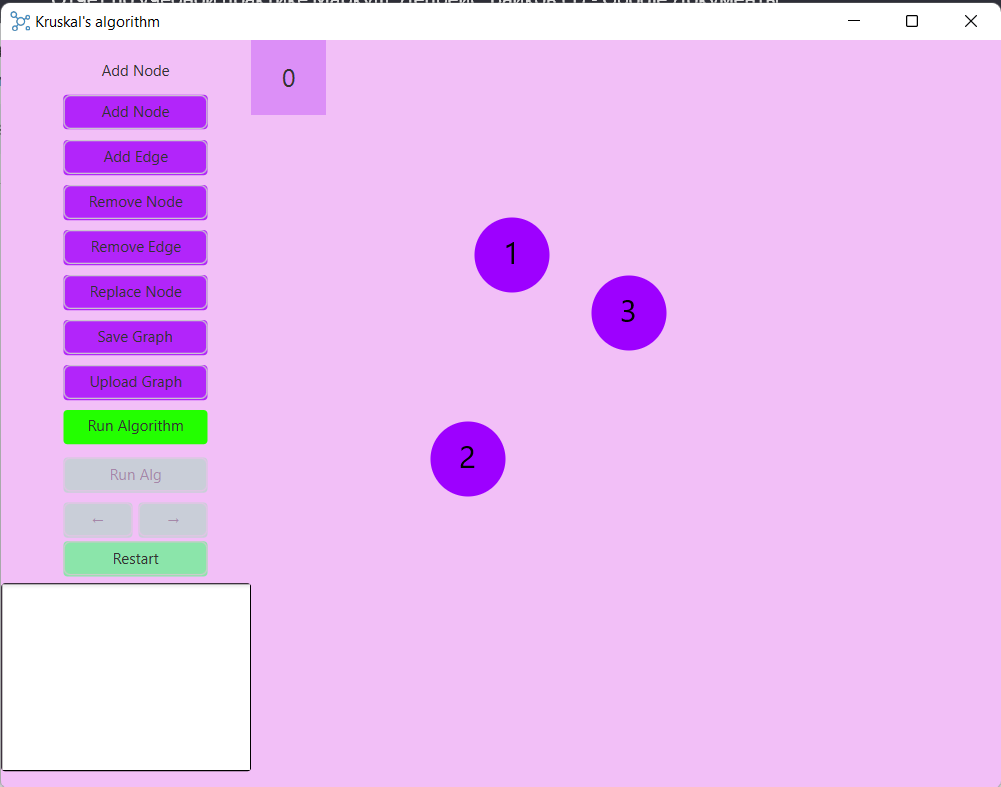 Kruskal's algorithm
Add Node
0
Add Node
Add Edge
Remove Node
Remove Edge
Replace Node
Save Graph
Upload Graph
Run Algorithm
Run Alg
← →
Restart
1
3
2